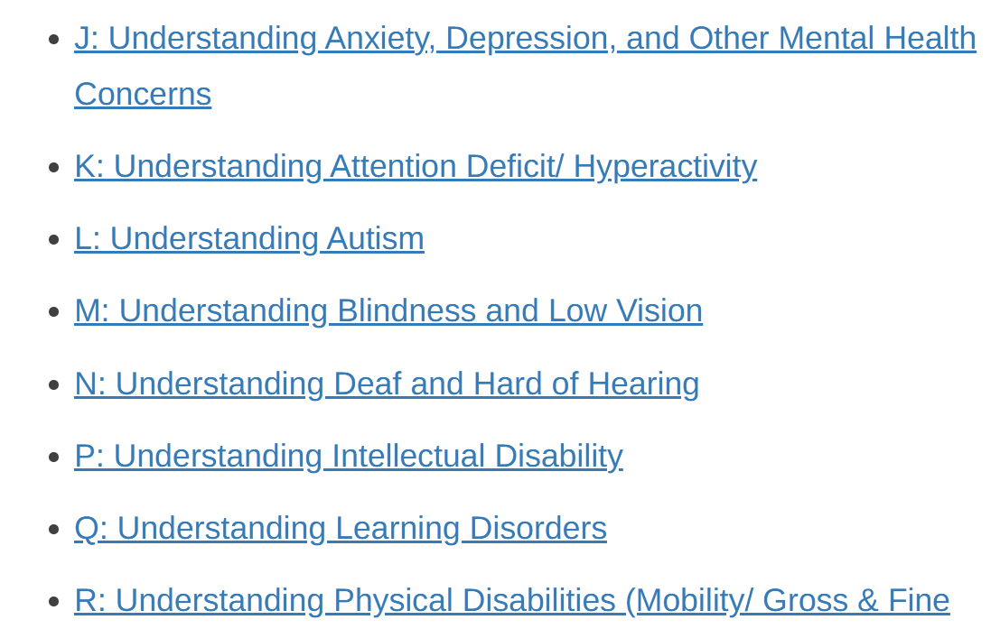 J: Understanding Anxiety, Depression, and Other Mental Health
Concerns
K: Understanding Attention Deficit/ Hyperactivity
L: Understanding Autism
M: Understanding Blindness and Low Vision
N: Understanding Deaf and Hard of Hearing
P: Understanding Intellectual Disability
Q: Understanding Learning Disorders
R: Understanding Physical Disabilities (Mobility/ Gross & Fine